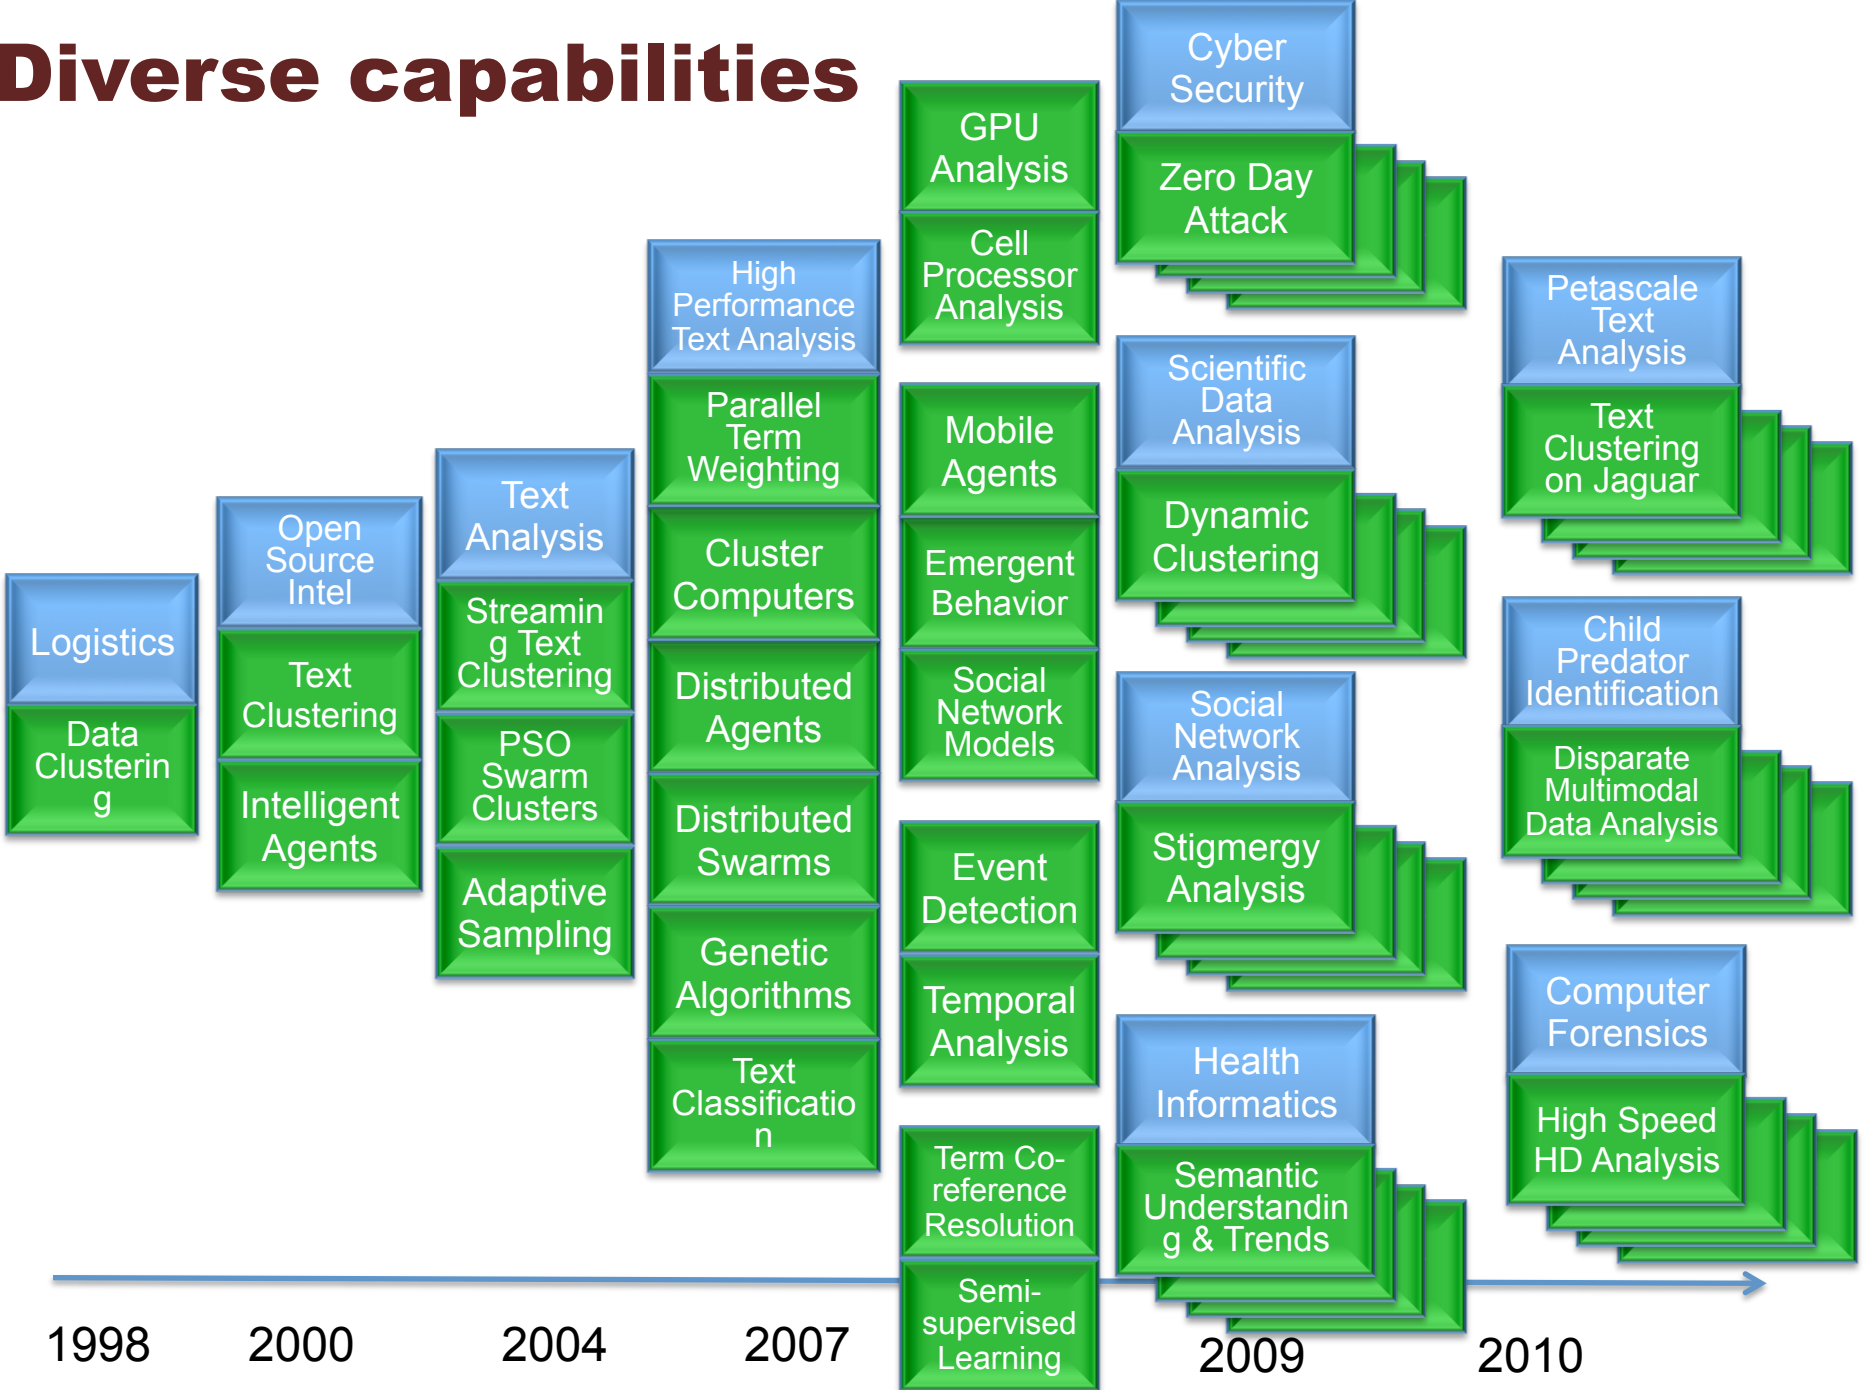 Diverse capabilities
Logistics
Data
Clusterin
g
Open
Source
Intel
Text
Clustering
Intelligent
Agents
Text
Analysis
Streamin
g Text
Clustering
PSO
Swarm
Clusters
Adaptive
Sampling
High
Performance
Text Analysis
Parallel
Term
Weighting
Cluster
Computers
Distributed
Agents
Distributed
Swarms
Genetic
Algorithms
Text
Classificatio
n
GPU
Analysis
Cell
Processor
Analysis
Mobile
Agents
Emergent
Behavior
Social
Network
Models
Event
Detection
Temporal
Analysis
Term Co-
reference
Resolution
Semi-
supervised
Learning
Cyber
Security
Zero Day
Attack
Scientific
Data
Analysis
Dynamic
Clustering
Social
Network
Analysis
Stigmergy
Analysis
Health
Informatics
Semantic
Understandin
g & Trends
Petascale
Text
Analysis
Text
Clustering
on Jaguar
Child
Predator
Identification
Disparate
Multimodal
Data Analysis
Computer
Forensics
High Speed
HD Analysis
1998
2000
2004
2007
2009
2010